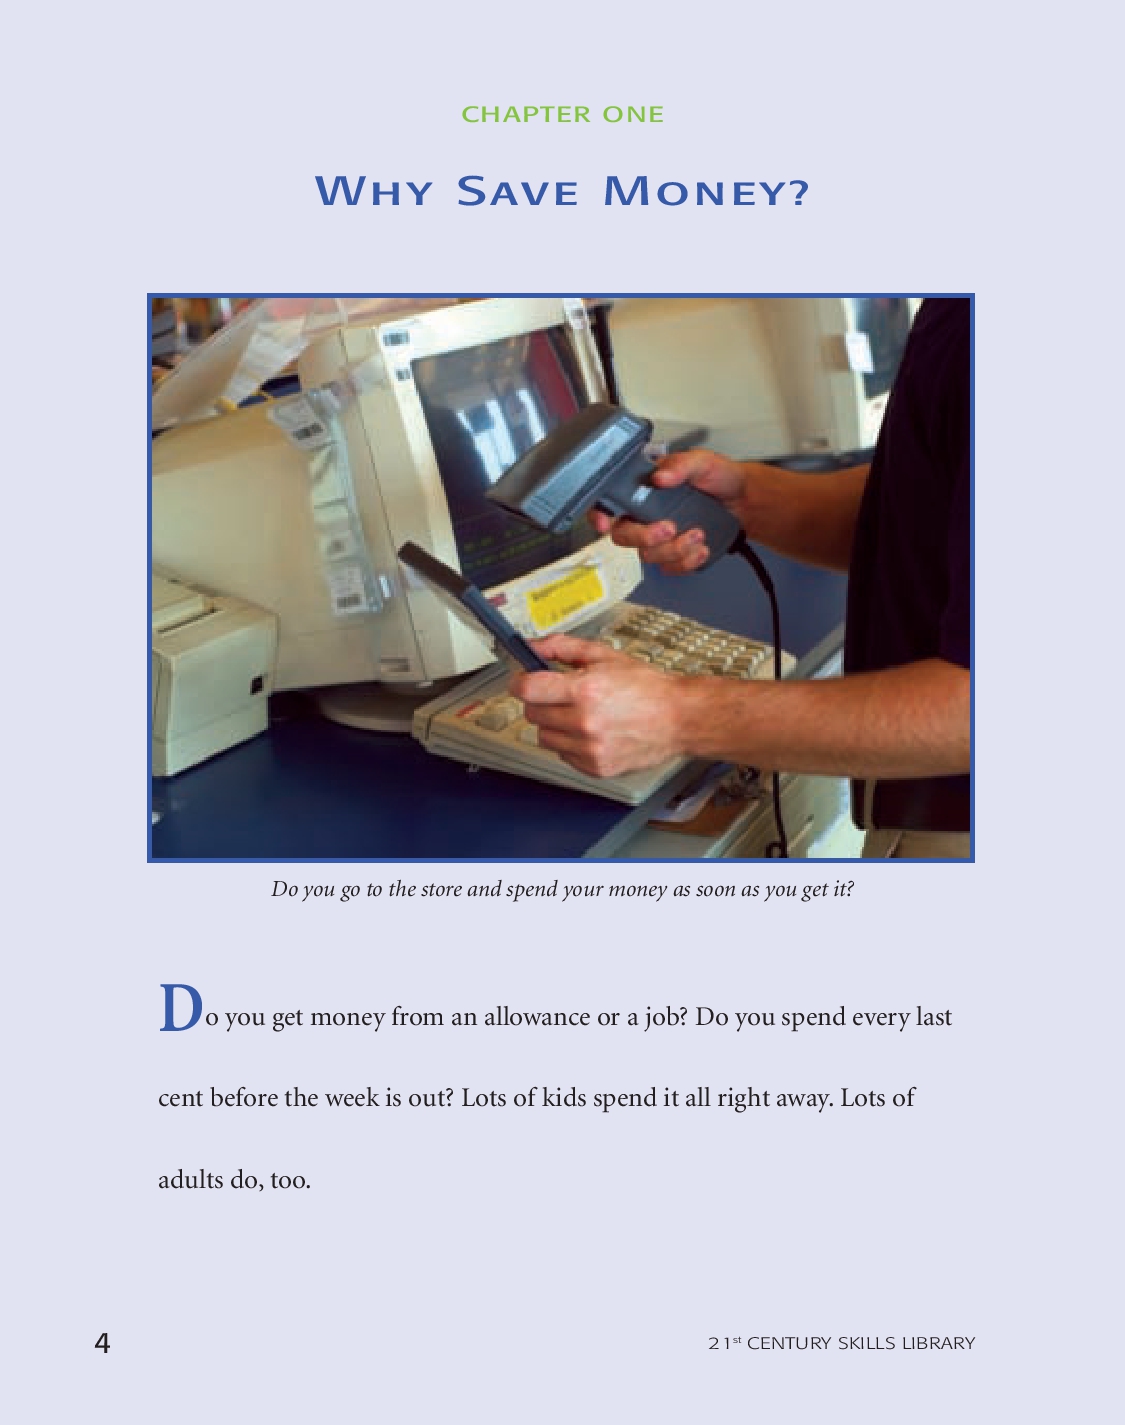 CHAPTER ONE
WHY SAVE MONEY?
Do you go to the store and spend your money as soon as you get it?
Do you get money from an allowance or a job? Do you spend every last
cent before the week is out? Lots of kids spend it all right away. Lots of
adults do, too.
4
21st CENTURY SKILLS LIBRARY